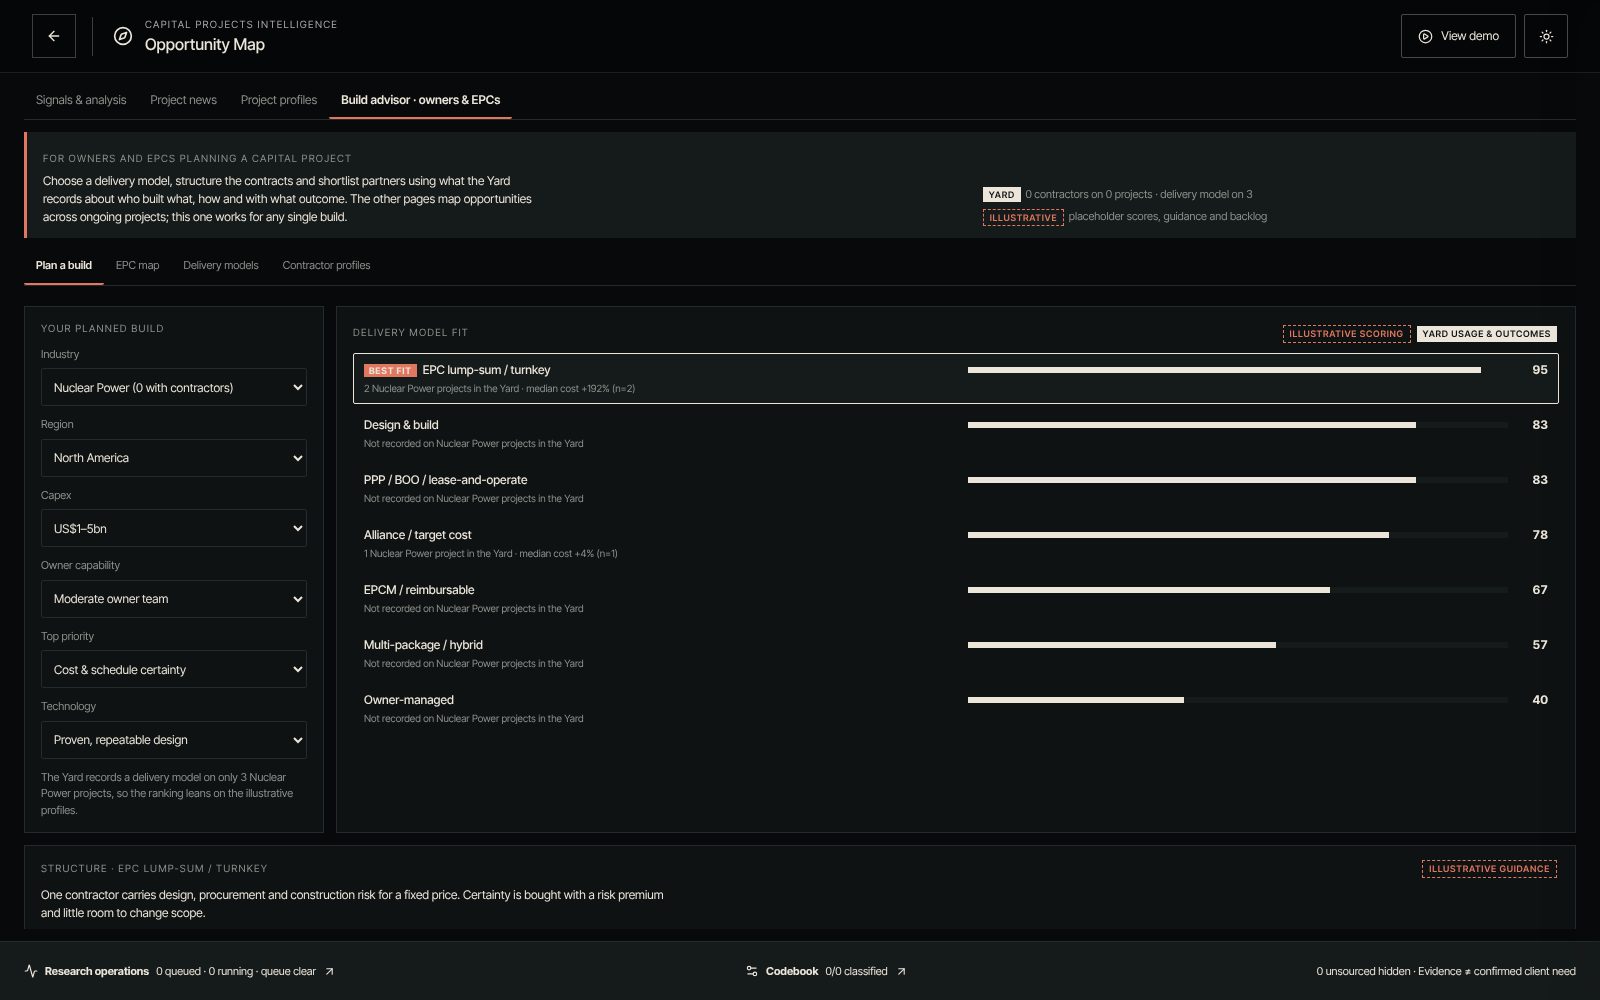 CAPITAL PROJECTS INTELLIGENCE
Opportunity Map
View demo
Signals & analysis
Project news
Project profiles
Build advisor · owners & EPCs
FOR OWNERS AND EPCS PLANNING A CAPITAL PROJECT
Choose a delivery model, structure the contracts and shortlist partners using what the Yard
records about who built what, how and with what outcome. The other pages map opportunities
across ongoing projects; this one works for any single build.
YARD 0 contractors on 0 projects · delivery model on 3
ILLUSTRATIVE placeholder scores, guidance and backlog
Plan a build
EPC map
Delivery models
Contractor profiles
YOUR PLANNED BUILD
Industry
Nuclear Power (0 with contractors)
Region
North America
Capex
US$1–5bn
Owner capability
Moderate owner team
Top priority
Cost & schedule certainty
Technology
Proven, repeatable design
The Yard records a delivery model on only 3 Nuclear
Power projects, so the ranking leans on the illustrative
profiles.
DELIVERY MODEL FIT
ILLUSTRATIVE SCORING
YARD USAGE & OUTCOMES
BEST FIT EPC lump-sum / turnkey 95
2 Nuclear Power projects in the Yard · median cost +192% (n=2)
Design & build 83
Not recorded on Nuclear Power projects in the Yard
PPP / BOO / lease-and-operate 83
Not recorded on Nuclear Power projects in the Yard
Alliance / target cost 78
1 Nuclear Power project in the Yard · median cost +4% (n=1)
EPCM / reimbursable 67
Not recorded on Nuclear Power projects in the Yard
Multi-package / hybrid 57
Not recorded on Nuclear Power projects in the Yard
Owner-managed 40
Not recorded on Nuclear Power projects in the Yard
STRUCTURE · EPC LUMP-SUM / TURNKEY
ILLUSTRATIVE GUIDANCE
One contractor carries design, procurement and construction risk for a fixed price. Certainty is bought with a risk premium
and little room to change scope.
Research operations 0 queued · 0 running · queue clear
Codebook 0/0 classified
0 unsourced hidden · Evidence ≠ confirmed client need